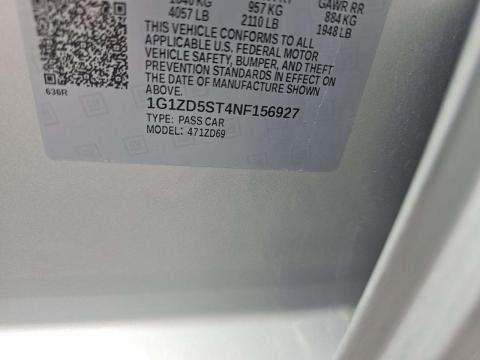 1840 KG 957 KG GAWR RR
4057 LB 2110 LB 884 KG
1948 LB
THIS VEHICLE CONFORMS TO ALL
APPLICABLE U.S. FEDERAL MOTOR
VEHICLE SAFETY, BUMPER, AND THEFT
PREVENTION STANDARDS IN EFFECT ON
THE DATE OF MANUFACTURE SHOWN
ABOVE.
636R
1G1ZD5ST4NF156927
TYPE: PASS CAR
MODEL: 471ZD69